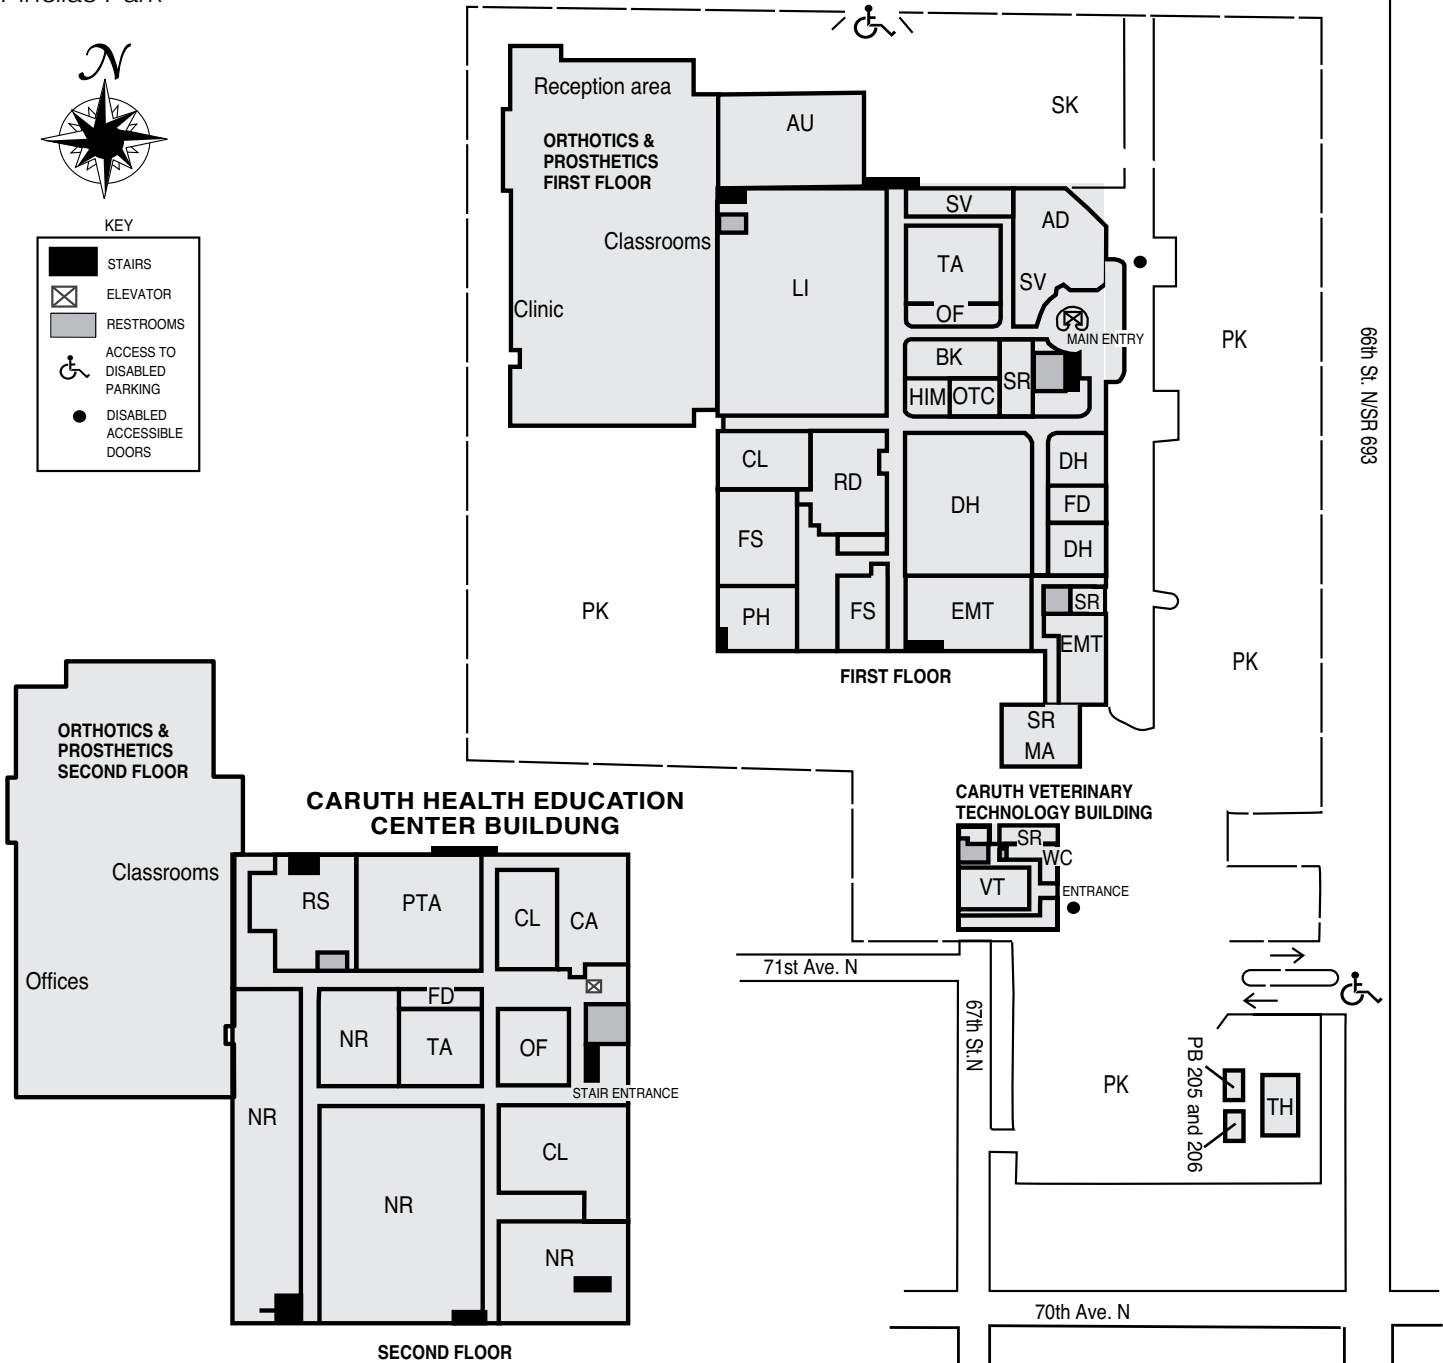 Pinellas Park
N
KEY
STAIRS
ELEVATOR
RESTROOMS
ACCESS TO
DISABLED
PARKING
DISABLED
ACCESSIBLE
DOORS
Reception area
ORTHOTICS &
PROSTHETICS
FIRST FLOOR
Classrooms
Clinic
AU
SK
SV
AD
TA
SV
LI
OF
MAIN ENTRY
BK
SR
HIM
OTC
PK
66th St. N/SR 693
CL
RD
DH
DH
FD
FS
DH
PK
PH
FS
EMT
SR
EMT
PK
FIRST FLOOR
SR
MA
ORTHOTICS &
PROSTHETICS
SECOND FLOOR
Classrooms
Offices
CARUTH HEALTH EDUCATION
CENTER BUILDUNG
RS
PTA
CL
CA
FD
NR
TA
OF
STAIR ENTRANCE
NR
CL
NR
NR
SECOND FLOOR
CARUTH VETERINARY
TECHNOLOGY BUILDING
SR
WC
VT
ENTRANCE
71st Ave. N
67th St.N
PK
PB 205 and 206
TH
70th Ave. N